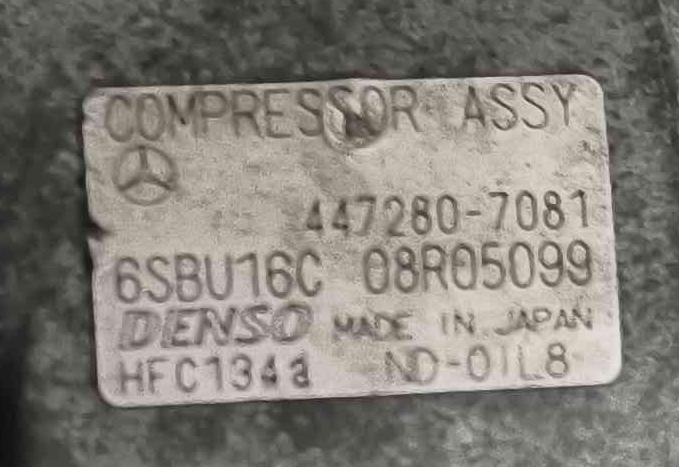 COMPRESSOR ASSY
447280-7081
6SBU16C 08R05099
DENSO MADE IN JAPAN
HFC134a ND-OIL8